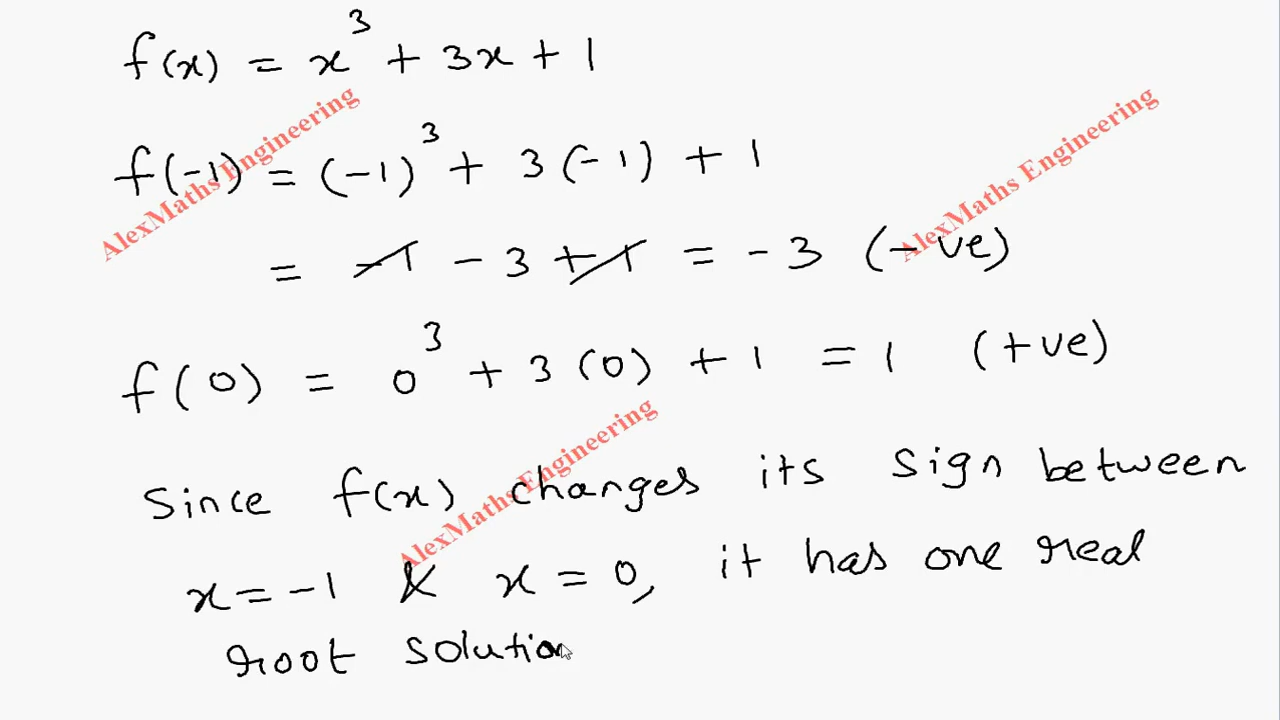 f(x) = x³ + 3x + 1
f(-1) = (-1)³ + 3(-1) + 1
= -1 - 3 + 1 = -3 (-ve)
f(0) = 0³ + 3(0) + 1 = 1 (+ve)
Since f(x) changes its sign between
x = -1 & x = 0, it has one real
root solution
AlexMaths Engineering
AlexMaths Engineering
AlexMaths Engineering